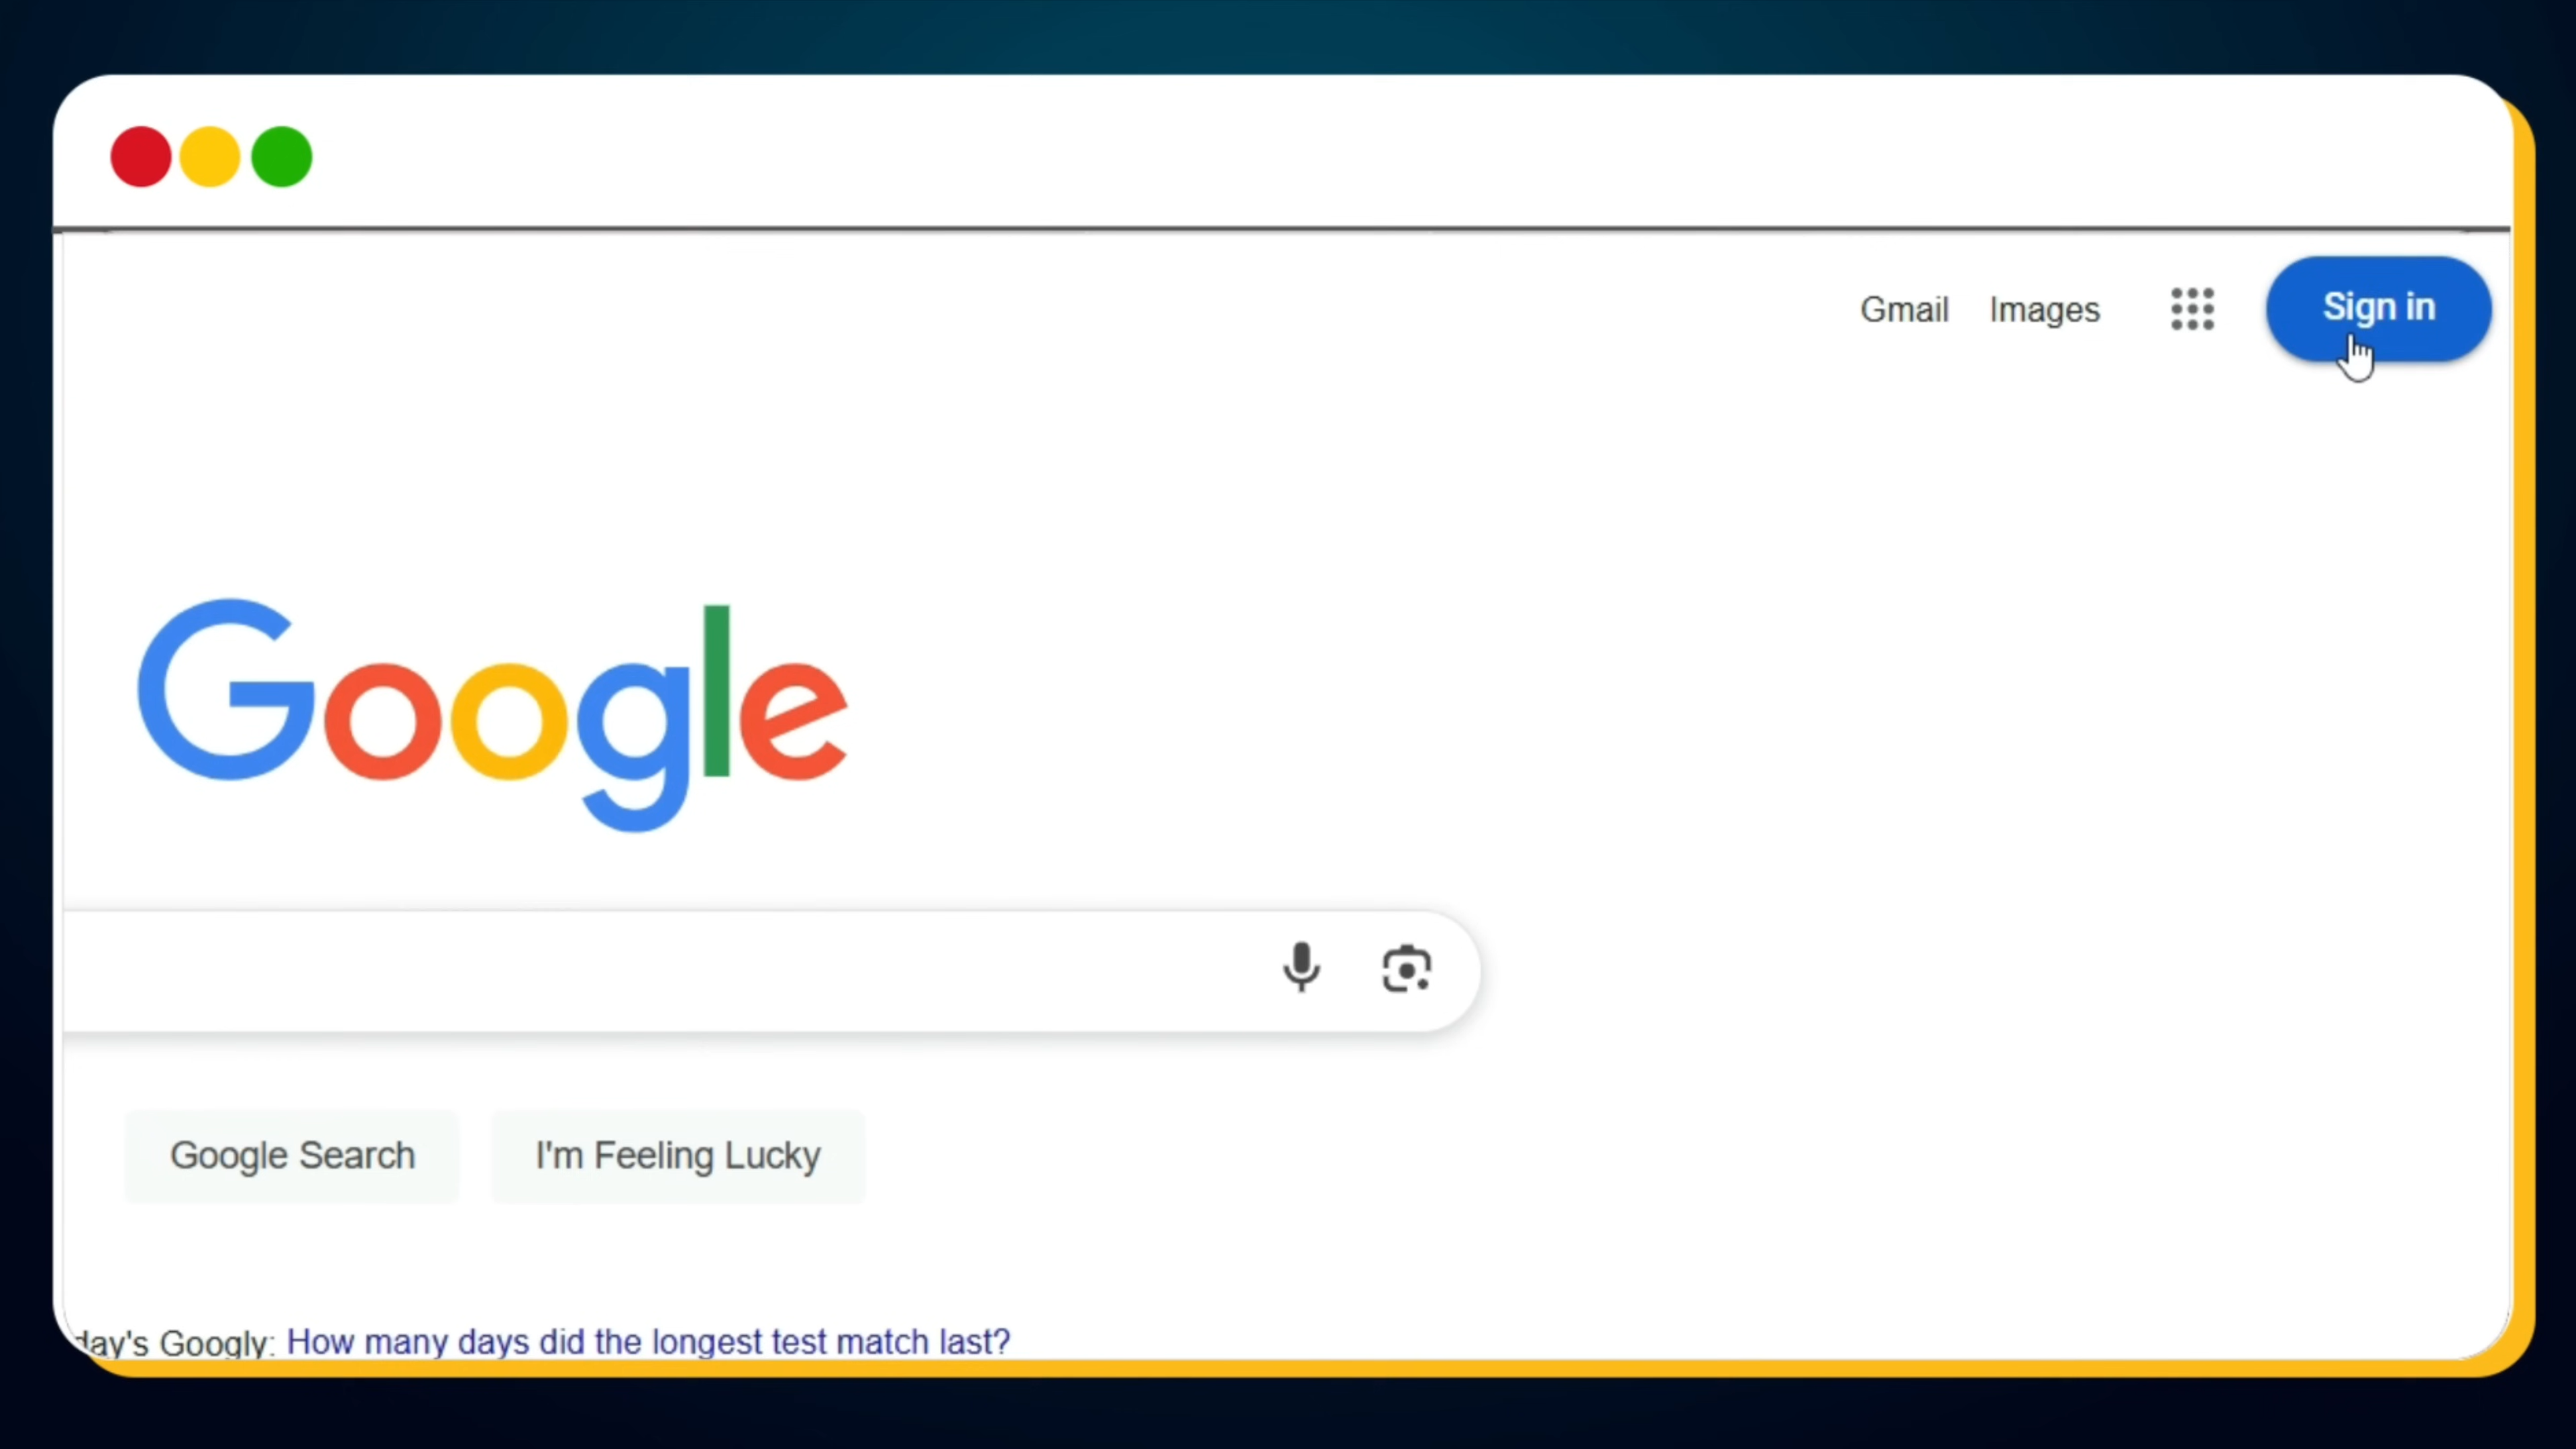 Gmail Images Sign in
Google
Google Search I'm Feeling Lucky
day's Googly: How many days did the longest test match last?